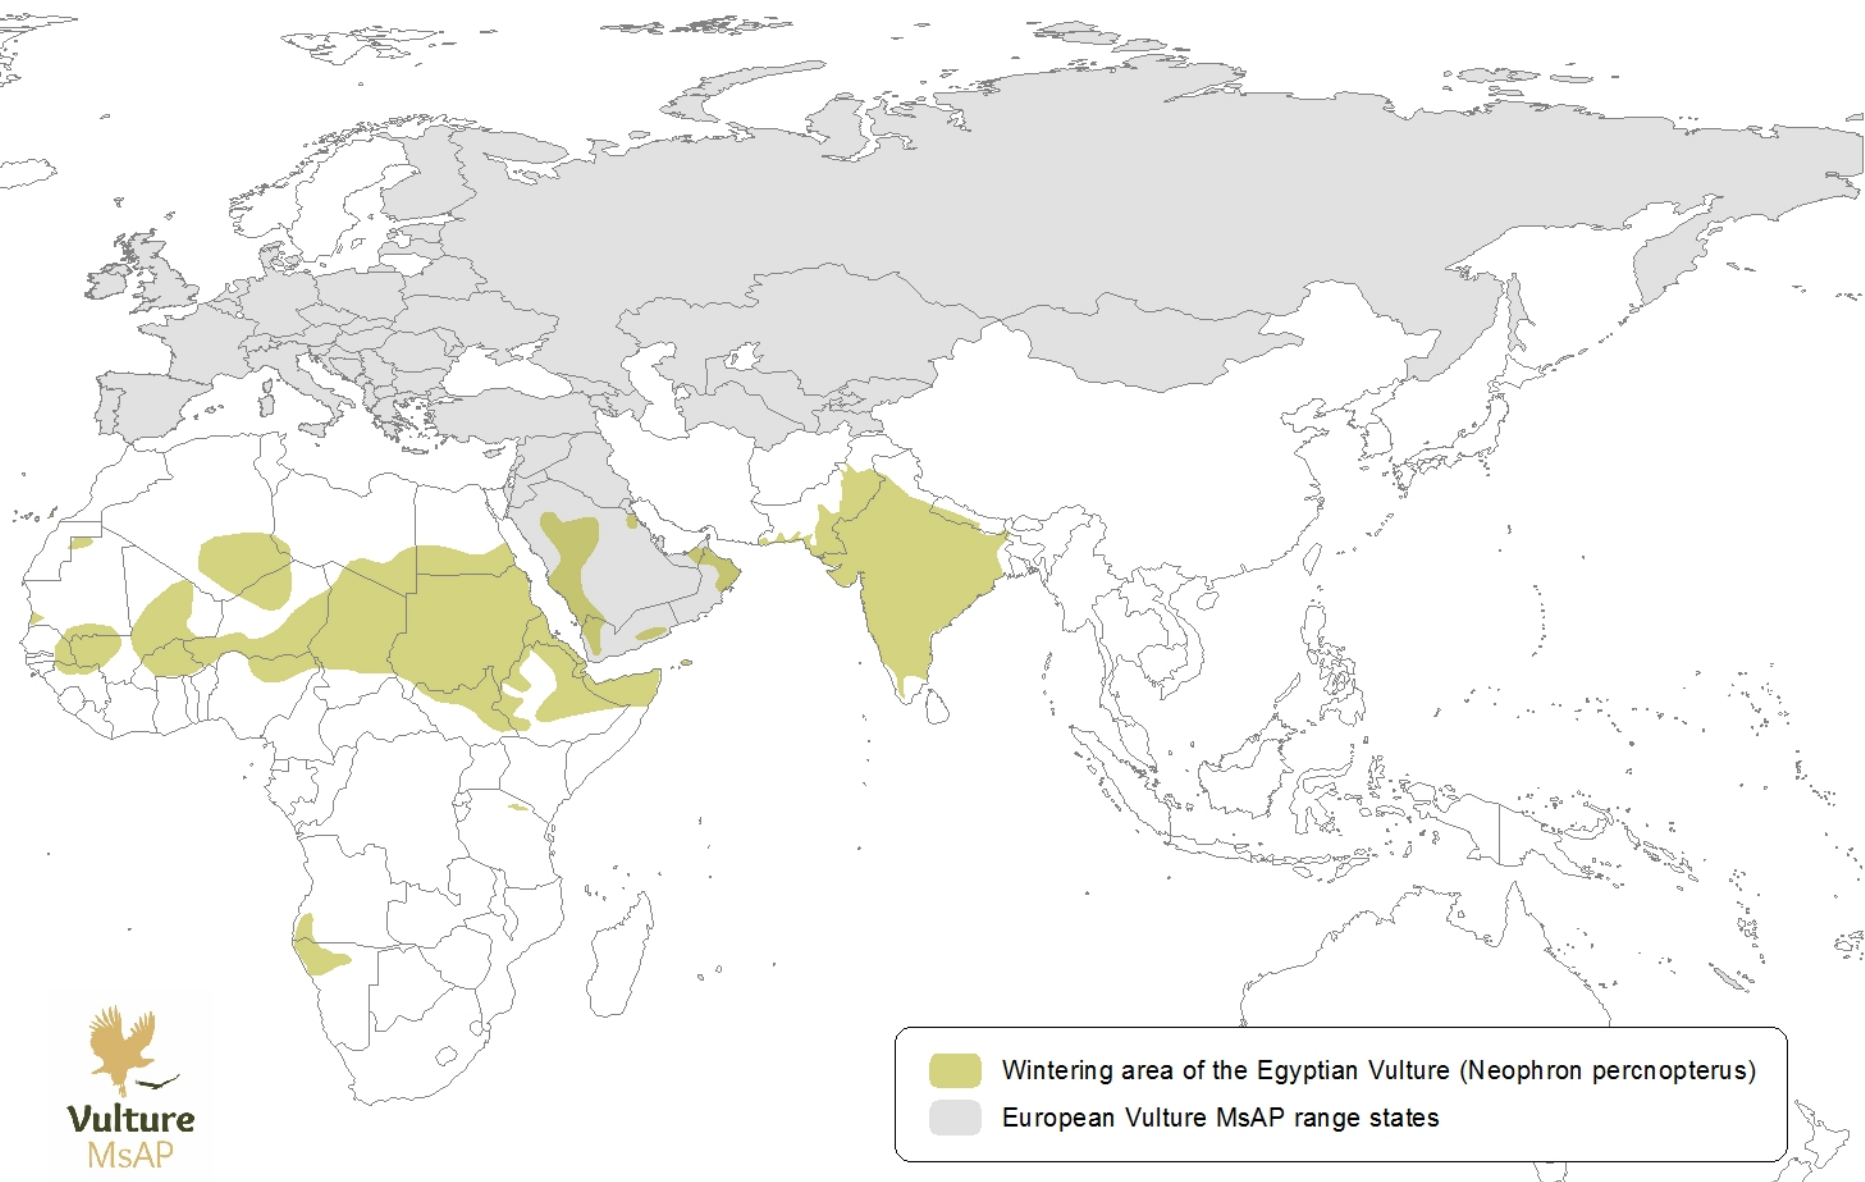 Wintering area of the Egyptian Vulture (Neophron percnopterus)
European Vulture MsAP range states
Vulture
MsAP